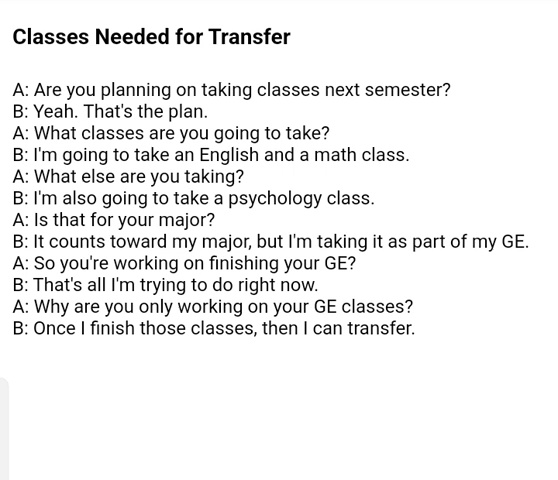 Classes Needed for Transfer
A: Are you planning on taking classes next semester?
B: Yeah. That's the plan.
A: What classes are you going to take?
B: I'm going to take an English and a math class.
A: What else are you taking?
B: I'm also going to take a psychology class.
A: Is that for your major?
B: It counts toward my major, but I'm taking it as part of my GE.
A: So you're working on finishing your GE?
B: That's all I'm trying to do right now.
A: Why are you only working on your GE classes?
B: Once I finish those classes, then I can transfer.